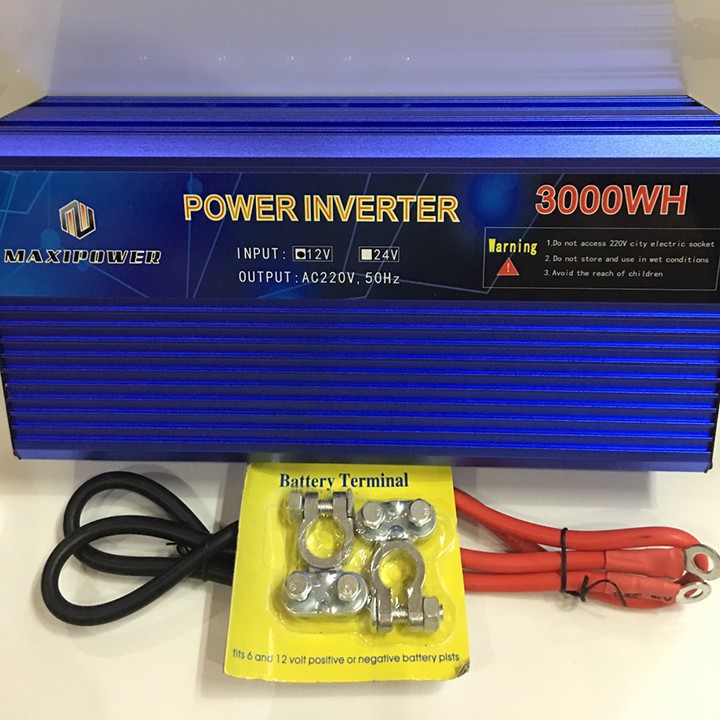 MAXIPOWER
POWER INVERTER
INPUT: 12V 24V
OUTPUT:AC220V, 50Hz
3000WH
Warning
1.Do not access 220V city electric socket
2.Do not store and use in wet conditions
3.Avoid the reach of children
Battery Terminal
fits 6 and 12 volt positive or negative battery pists